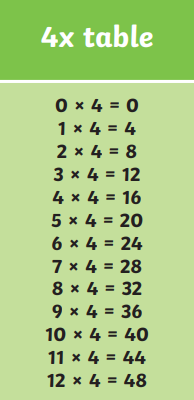 4x table
0 × 4 = 0
1 × 4 = 4
2 × 4 = 8
3 × 4 = 12
4 × 4 = 16
5 × 4 = 20
6 × 4 = 24
7 × 4 = 28
8 × 4 = 32
9 × 4 = 36
10 × 4 = 40
11 × 4 = 44
12 × 4 = 48